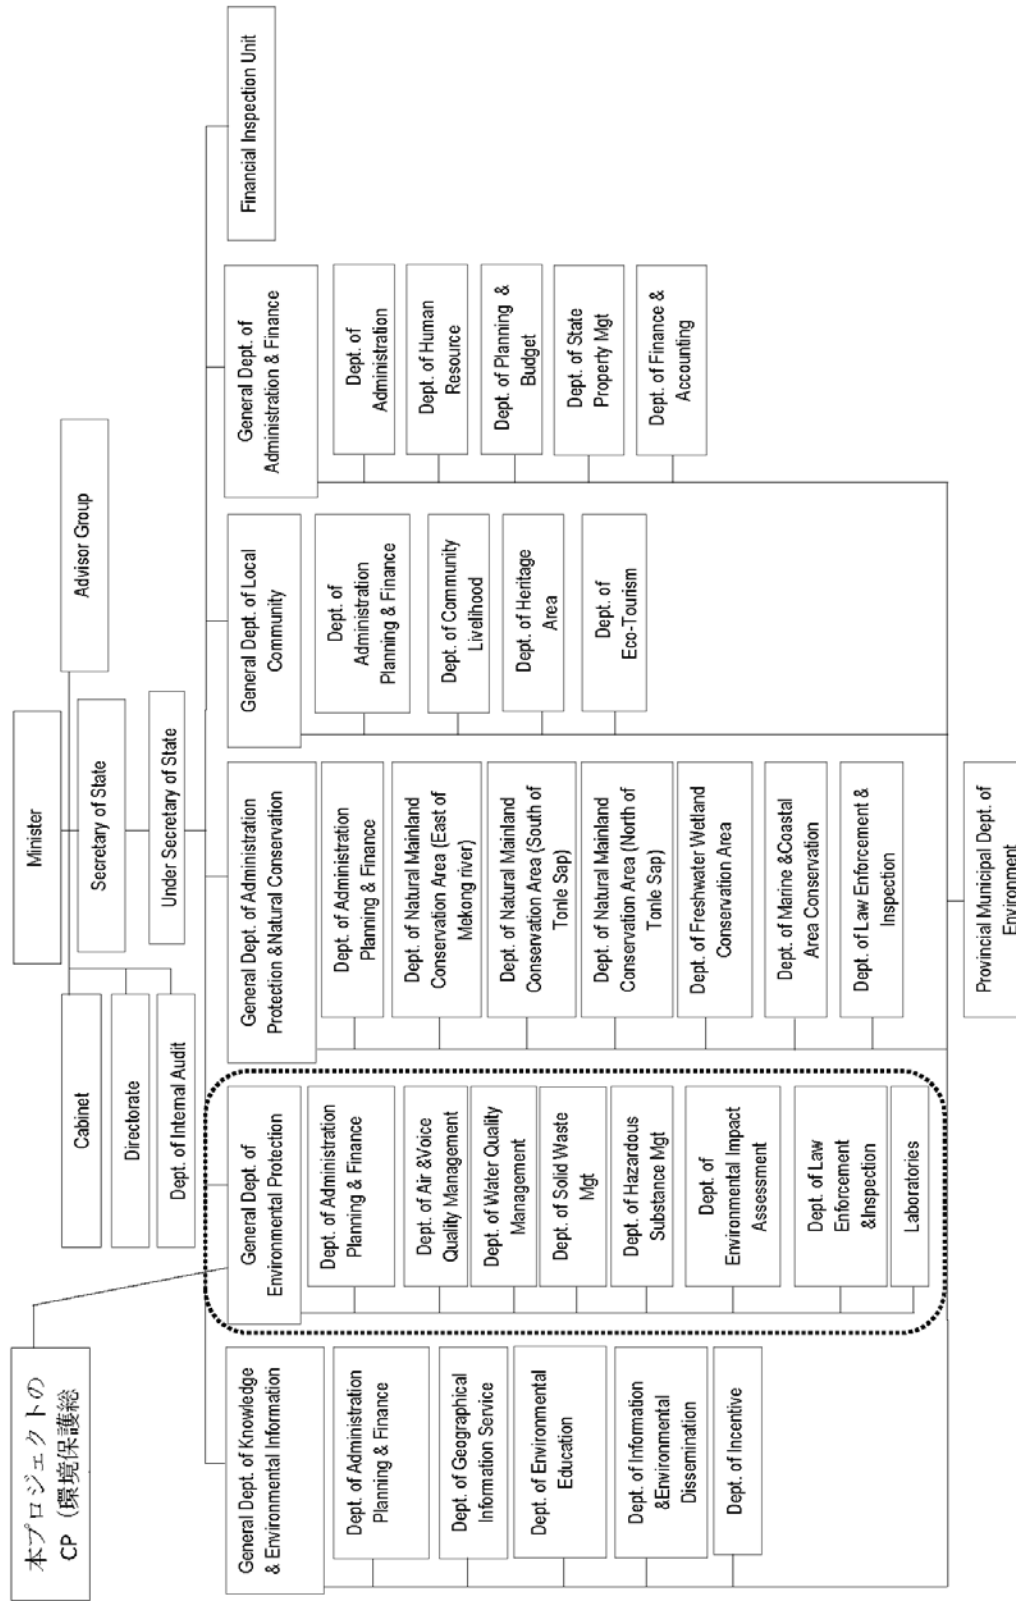 Minister
Advisor Group
Secretary of State
Under Secretary of State
Cabinet
Directorate
Dept. of Internal Audit
本プロジェクトの
CP（環境保護総
General Dept. of Knowledge
& Environmental Information
Dept. of Administration
Planning & Finance
Dept. of Geographical
Information Service
Dept. of Environmental
Education
Dept. of Information
&Environmental
Dissemination
Dept. of Incentive
General Dept. of
Environmental Protection
Dept. of Administration
Planning & Finance
Dept. of Air &Voice
Quality Management
Dept. of Water Quality
Management
Dept. of Solid Waste
Mgt
Dept. of Hazardous
Substance Mgt
Dept. of
Environmental Impact
Assessment
Dept. of Law
Enforcement
&Inspection
Laboratories
General Dept. of Administration
Protection &Natural Conservation
Dept. of Administration
Planning & Finance
Dept. of Natural Mainland
Conservation Area (East of
Mekong river)
Dept. of Natural Mainland
Conservation Area (South of
Tonle Sap)
Dept. of Natural Mainland
Conservation Area (North of
Tonle Sap)
Dept. of Freshwater Wetland
Conservation Area
Dept. of Marine &Coastal
Area Conservation
Dept. of Law Enforcement &
Inspection
General Dept. of Local
Community
Dept. of
Administration
Planning & Finance
Dept. of Community
Livelihood
Dept. of Heritage
Area
Dept. of
Eco-Tourism
General Dept. of
Administration & Finance
Dept. of
Administration
Dept. of Human
Resource
Dept. of Planning &
Budget
Dept. of State
Property Mgt
Dept. of Finance &
Accounting
Financial Inspection Unit
Provincial Municipal Dept. of
Environment